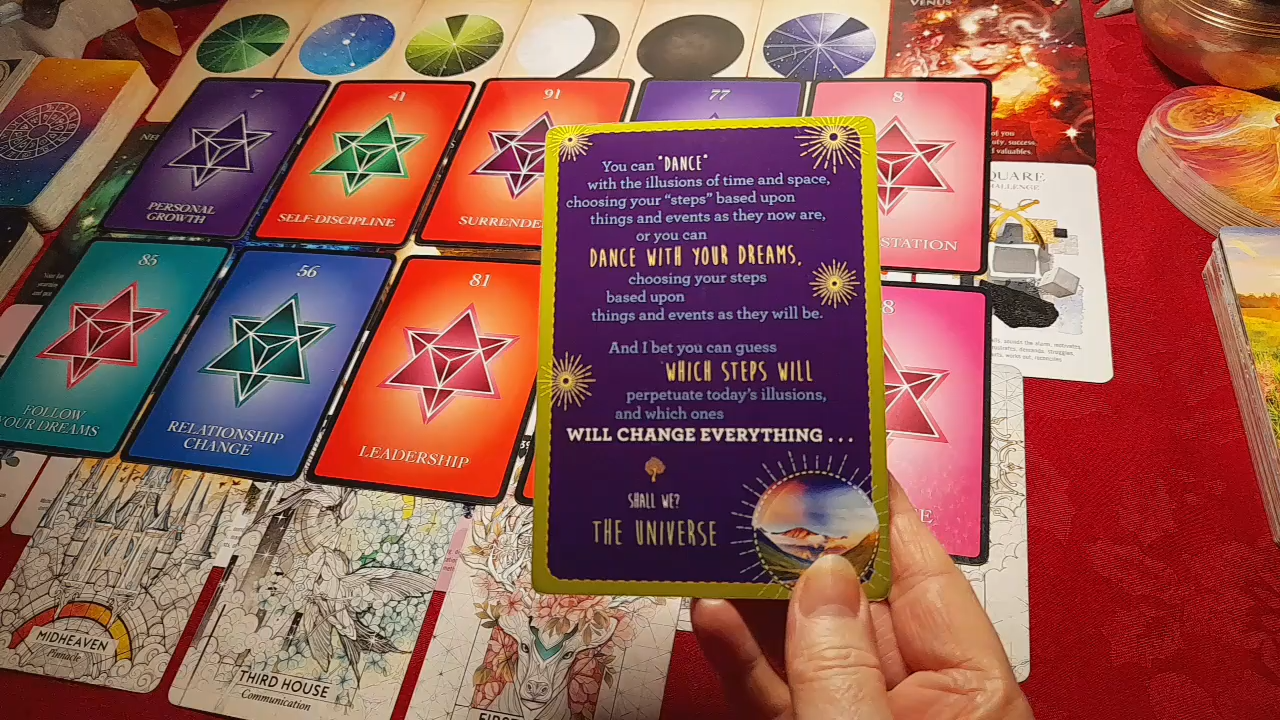 VENUS
7
41
91
77
8
PERSONAL
GROWTH
SELF-DISCIPLINE
You can "DANCE"
with the illusions of time and space,
choosing your "steps" based upon
things and events as they now are,
or you can
DANCE WITH YOUR DREAMS,
choosing your steps
based upon
things and events as they will be.
And I bet you can guess
WHICH STEPS WILL
perpetuate today's illusions,
and which ones
WILL CHANGE EVERYTHING...
SHALL WE?
THE UNIVERSE
85
56
81
8
FOLLOW
YOUR DREAMS
RELATIONSHIP
CHANGE
LEADERSHIP
MIDHEAVEN
Pinnacle
THIRD HOUSE
Communication